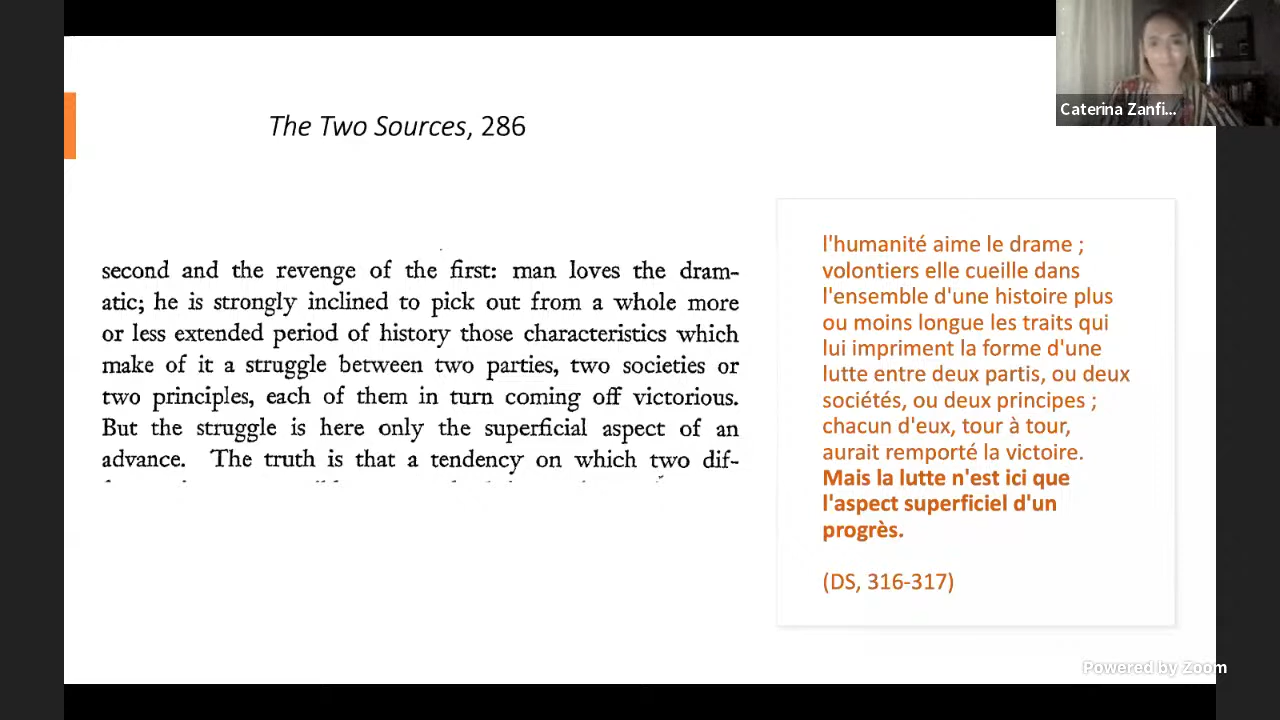 Caterina Zanfi...
The Two Sources, 286
second and the revenge of the first: man loves the dram-
atic; he is strongly inclined to pick out from a whole more
or less extended period of history those characteristics which
make of it a struggle between two parties, two societies or
two principles, each of them in turn coming off victorious.
But the struggle is here only the superficial aspect of an
advance. The truth is that a tendency on which two dif-
l'humanité aime le drame ;
volontiers elle cueille dans
l'ensemble d'une histoire plus
ou moins longue les traits qui
lui impriment la forme d'une
lutte entre deux partis, ou deux
sociétés, ou deux principes ;
chacun d'eux, tour à tour,
aurait remporté la victoire.
Mais la lutte n'est ici que
l'aspect superficiel d'un
progrès.
(DS, 316-317)
Powered by Zoom